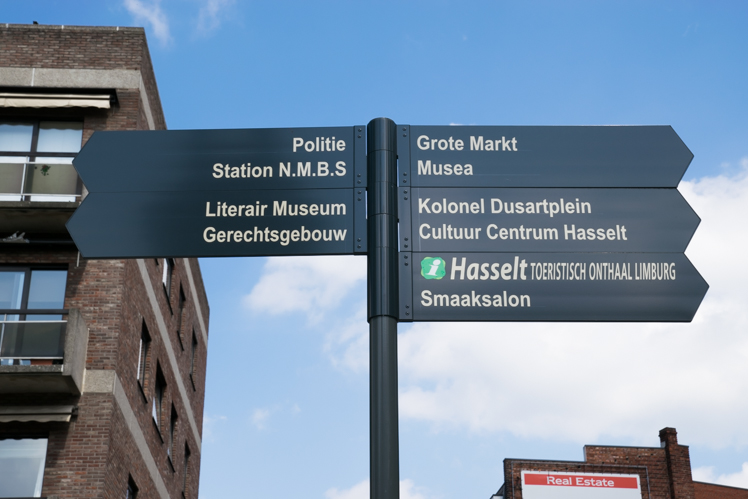 Politie
Station N.M.B.S
Literair Museum
Gerechtsgebouw
Grote Markt
Musea
Kolonel Dusartplein
Cultuur Centrum Hasselt
i Hasselt TOERISTISCH ONTHAAL LIMBURG
Smaaksalon
Real Estate